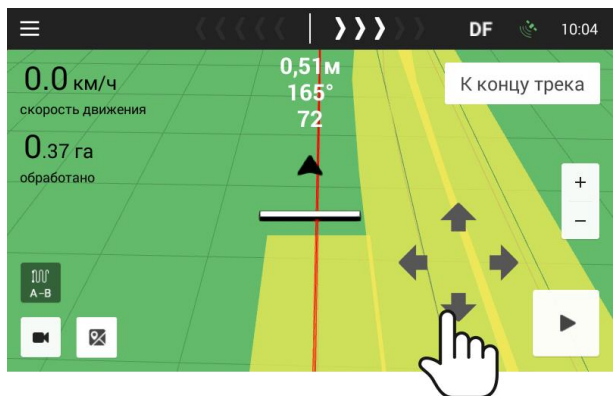 DF 10:04
0.0 км/ч
скорость движения
0.37 га
обработано
0,51м
165°
72
К концу трека
+
−
A-B